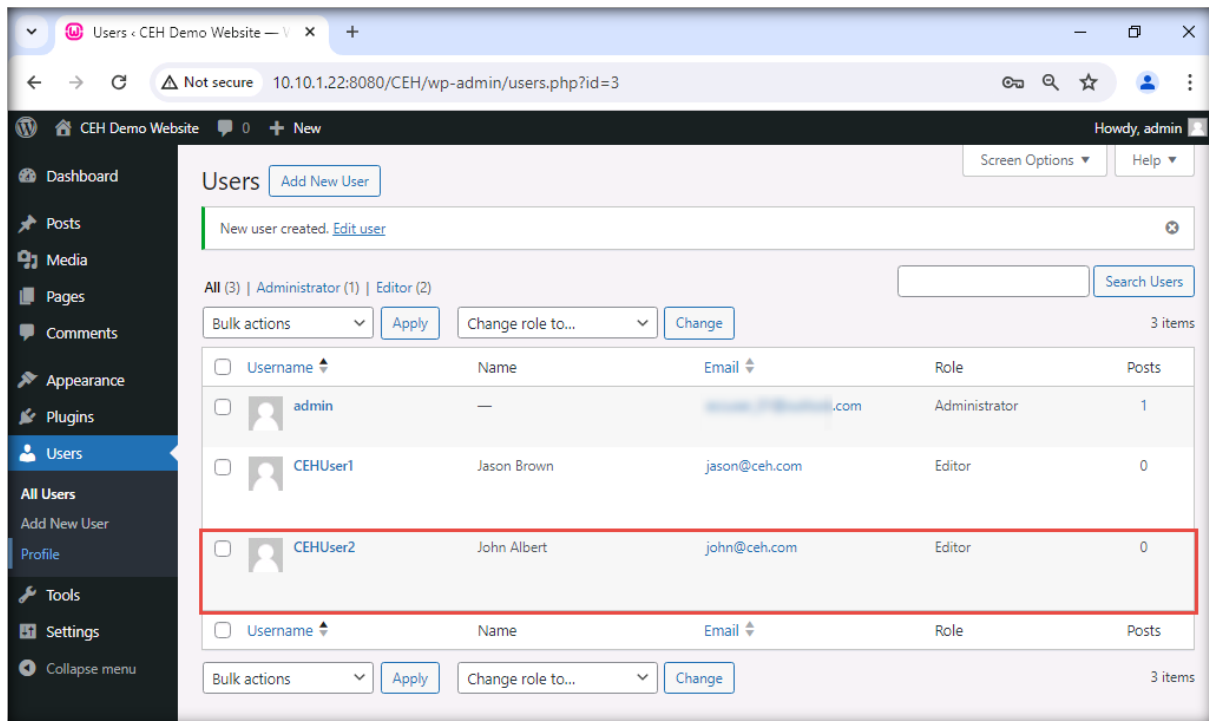 Users ‹ CEH Demo Website — W
Not secure 10.10.1.22:8080/CEH/wp-admin/users.php?id=3
CEH Demo Website 0 + New Howdy, admin
Screen Options ▼ Help ▼
Dashboard
Posts
Media
Pages
Comments
Appearance
Plugins
Users
All Users
Add New User
Profile
Tools
Settings
Collapse menu
Users Add New User
New user created. Edit user
All (3) | Administrator (1) | Editor (2)
Search Users
Bulk actions Apply Change role to... Change 3 items
Username Name Email Role Posts
admin — .com Administrator 1
CEHUser1 Jason Brown jason@ceh.com Editor 0
CEHUser2 John Albert john@ceh.com Editor 0
Username Name Email Role Posts
Bulk actions Apply Change role to... Change 3 items